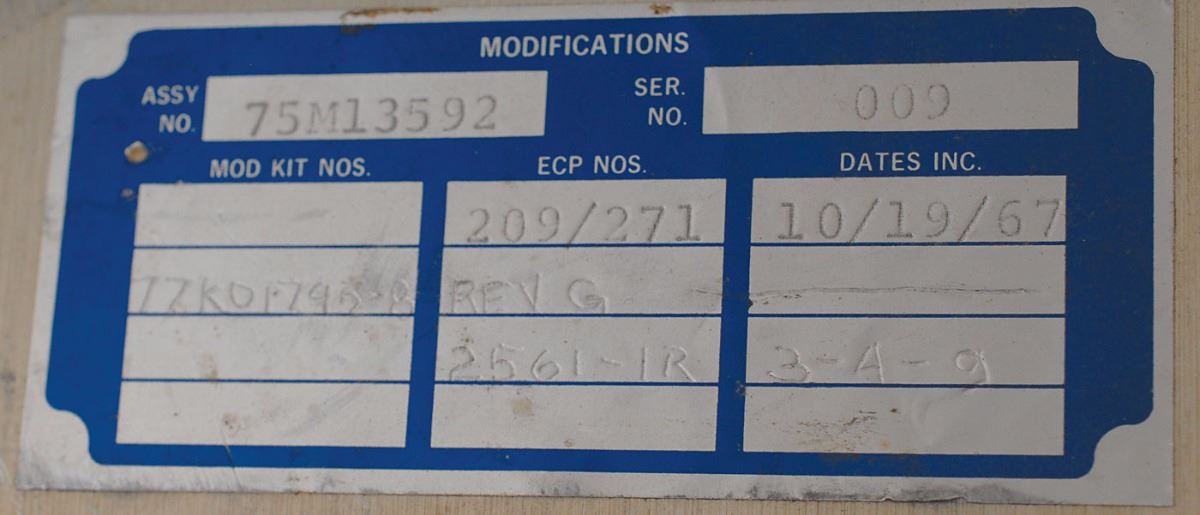 MODIFICATIONS
ASSY NO. 75M13592 SER. NO. 009
MOD KIT NOS. ECP NOS. DATES INC.
209/271 10/19/67
REV G
2561-1R 3-A-9